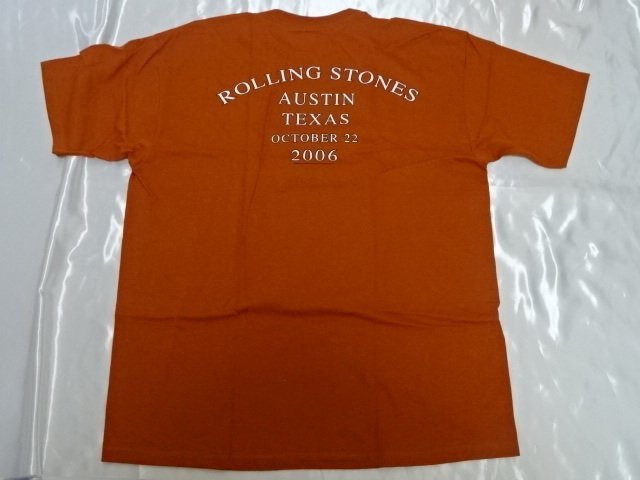 ROLLING STONES
AUSTIN
TEXAS
OCTOBER 22
2006